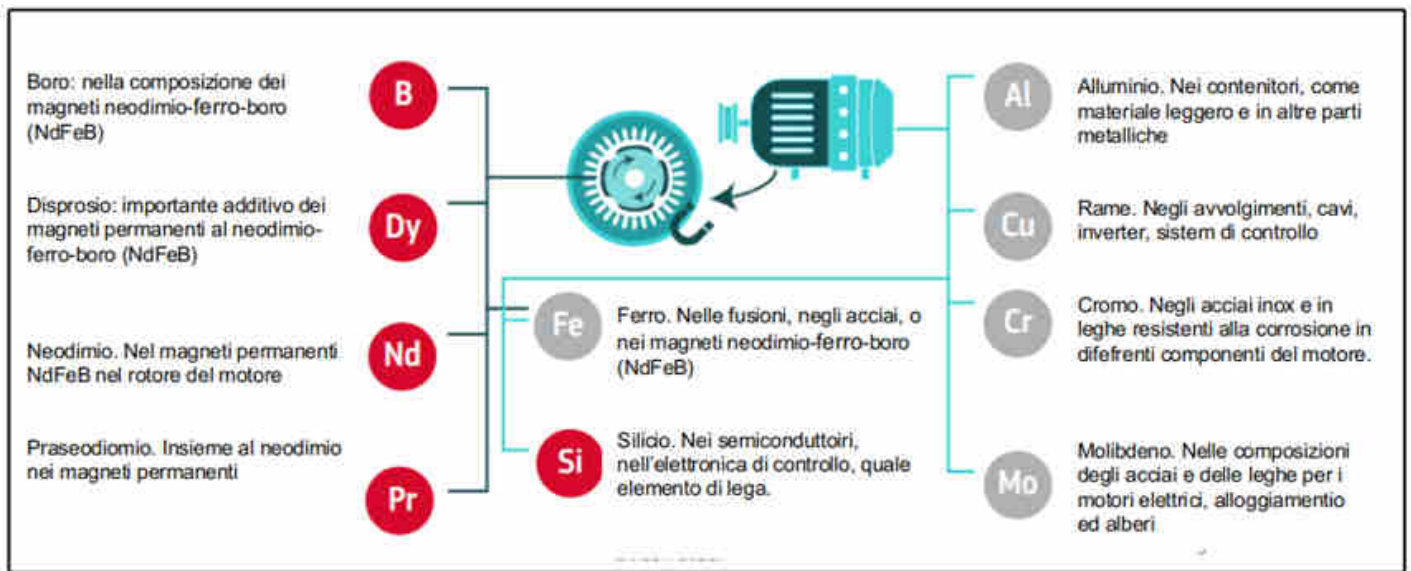 Boro: nella composizione dei
magneti neodimio-ferro-boro
(NdFeB)
B
Disprosio: importante additivo dei
magneti permanenti al neodimio-
ferro-boro (NdFeB)
Dy
Neodimio. Nel magneti permanenti
NdFeB nel rotore del motore
Nd
Praseodiomio. Insieme al neodimio
nei magneti permanenti
Pr
Fe
Ferro. Nelle fusioni, negli acciai, o
nei magneti neodimio-ferro-boro
(NdFeB)
Si
Silicio. Nei semiconduttoiri,
nell'elettronica di controllo, quale
elemento di lega.
Al
Alluminio. Nei contenitori, come
materiale leggero e in altre parti
metalliche
Cu
Rame. Negli avvolgimenti, cavi,
inverter, sistem di controllo
Cr
Cromo. Negli acciai inox e in
leghe resistenti alla corrosione in
difefrenti componenti del motore.
Mo
Molibdeno. Nelle composizioni
degli acciai e delle leghe per i
motori elettrici, alloggiamentio
ed alberi